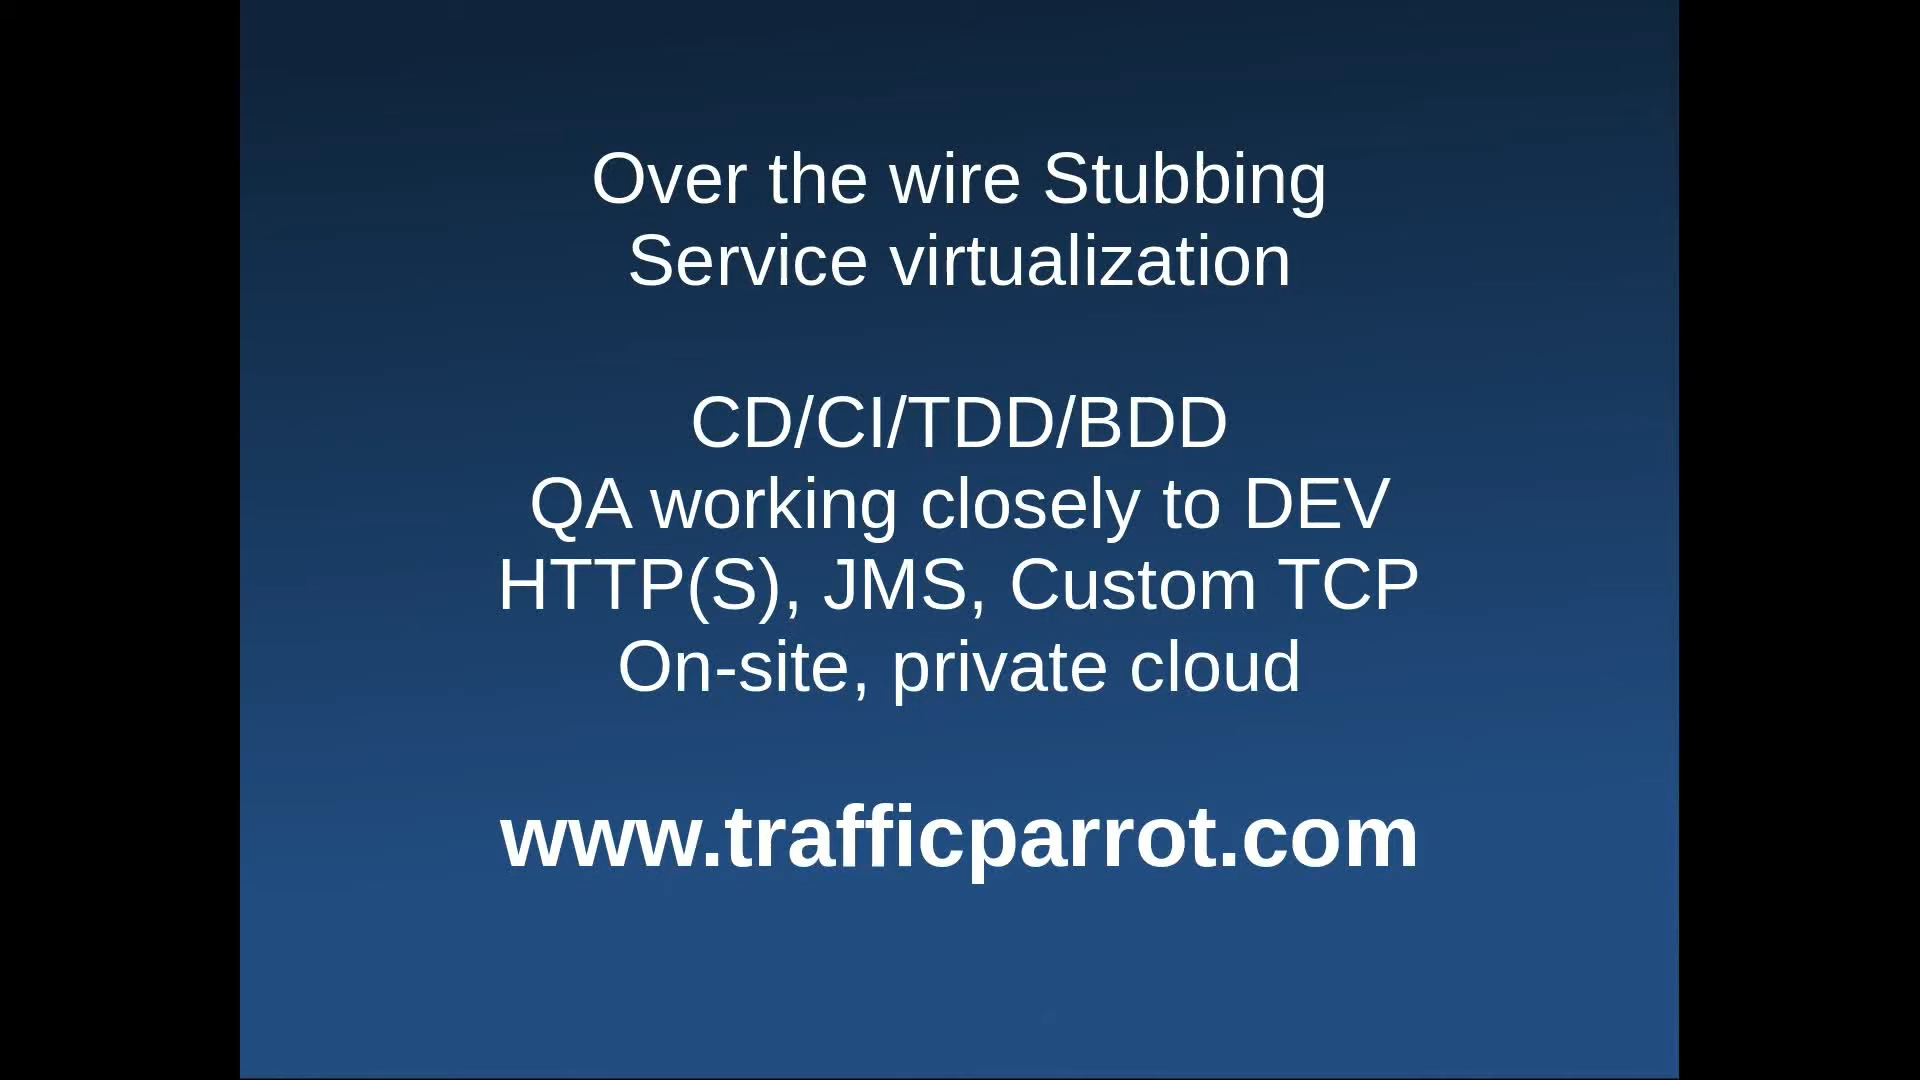 Over the wire Stubbing
Service virtualization
CD/CI/TDD/BDD
QA working closely to DEV
HTTP(S), JMS, Custom TCP
On-site, private cloud
www.trafficparrot.com